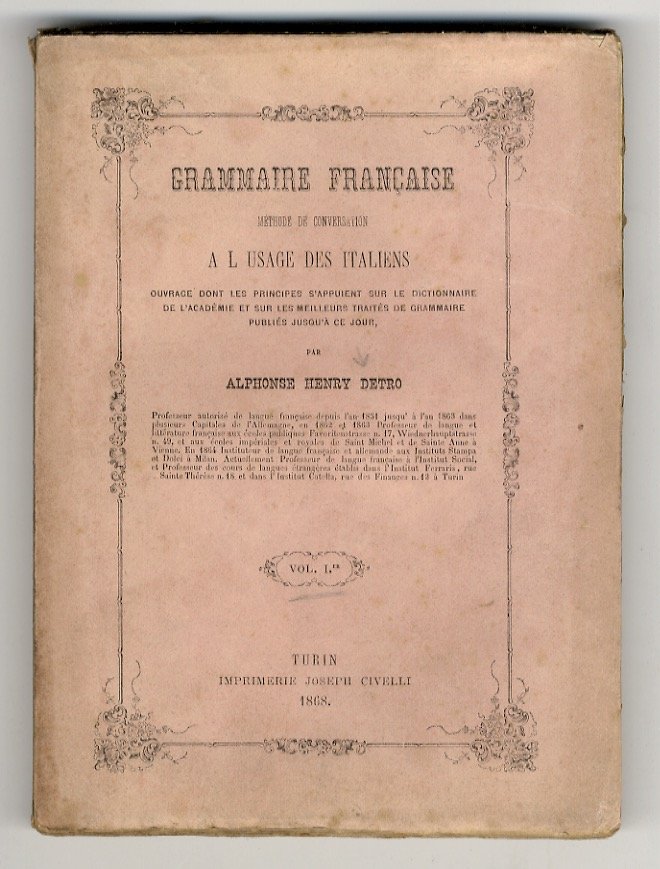 GRAMMAIRE FRANÇAISE
MÉTHODE DE CONVERSATION
A L USAGE DES ITALIENS
OUVRAGE DONT LES PRINCIPES S'APPUIENT SUR LE DICTIONNAIRE
DE L'ACADÉMIE ET SUR LES MEILLEURS TRAITÉS DE GRAMMAIRE
PUBLIÉS JUSQU'À CE JOUR,
PAR
ALPHONSE HENRY DETRO
Professeur autorisé de langue française depuis l'an 1851 jusqu' à l'an 1863 dans
plusieurs Capitales de l'Allemagne, en 1862 et 1863 Professeur de langue et
littérature française aux écoles publiques Favoritenstrasse n. 17, Wiednerhauptstrasse
n. 49, et aux écoles impériales et royales de Saint Michel et de Sainte Anne à
Vienne. En 1864 Instituteur de langue française et allemande aux Instituts Stampa
et Dolci à Milan. Actuellement Professeur de langue française à l'Institut Social,
et Professeur des cours de langues étrangères établis dans l'Institut Ferraris, rue
Sainte Thérèse n. 18 et dans l'Institut Catella, rue des Finances n. 13 à Turin
VOL. I.er
TURIN
IMPRIMERIE JOSEPH CIVELLI
1868.